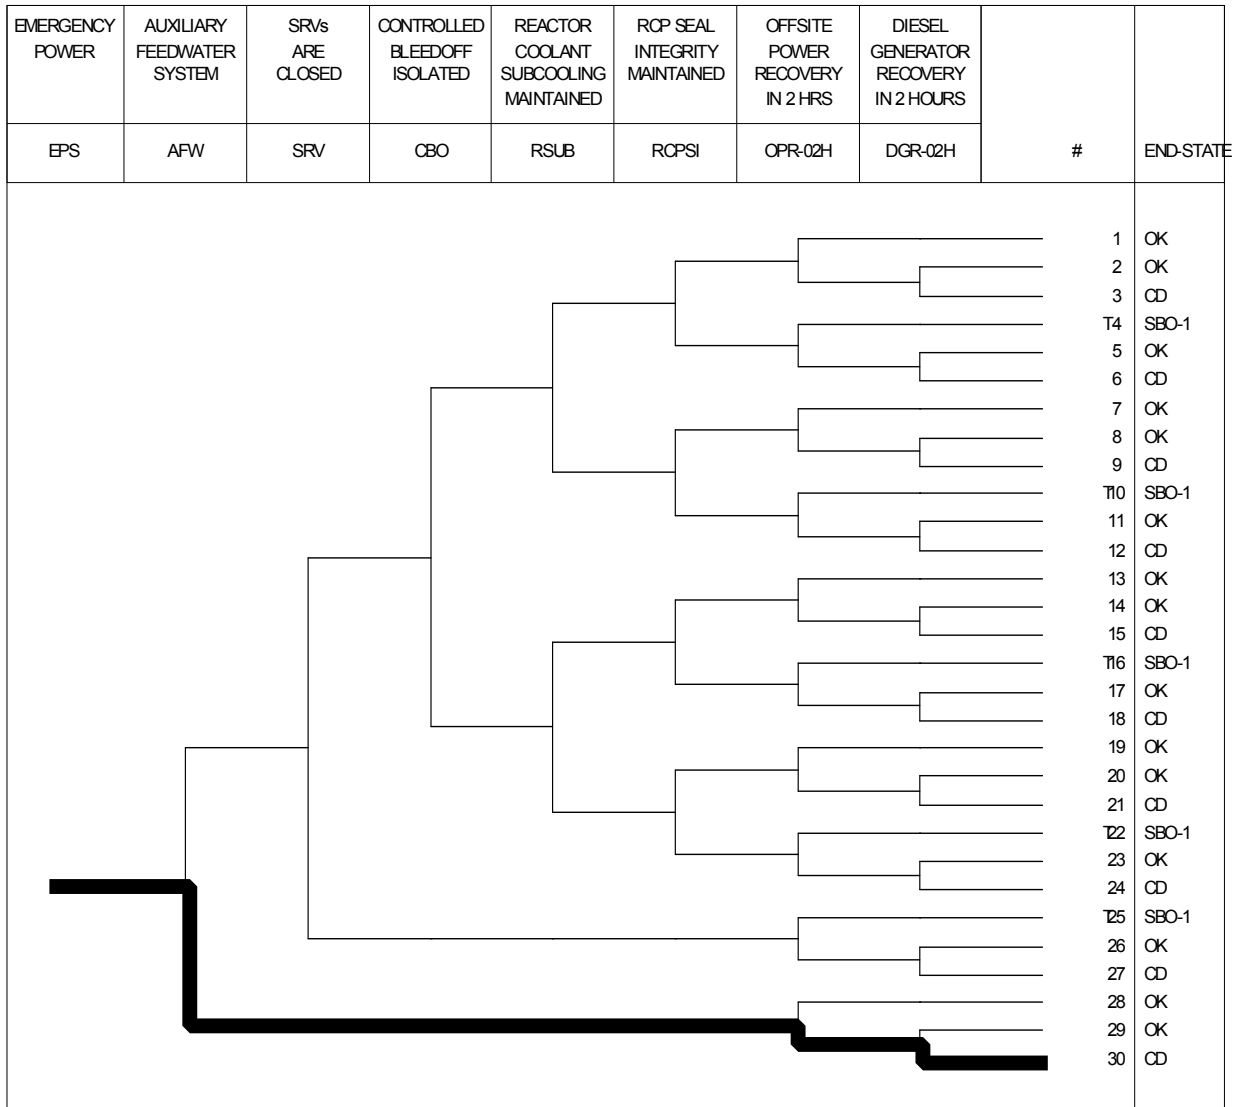 EMERGENCY POWER
AUXILIARY FEEDWATER SYSTEM
SRVs ARE CLOSED
CONTROLLED BLEEDOFF ISOLATED
REACTOR COOLANT SUBCOOLING MAINTAINED
RCP SEAL INTEGRITY MAINTAINED
OFFSITE POWER RECOVERY IN 2 HRS
DIESEL GENERATOR RECOVERY IN 2 HOURS
EPS AFW SRV CBO RSUB RCPSI OPR-02H DGR-02H # END-STATE
1 OK
2 OK
3 CD
T4 SBO-1
5 OK
6 CD
7 OK
8 OK
9 CD
T10 SBO-1
11 OK
12 CD
13 OK
14 OK
15 CD
T16 SBO-1
17 OK
18 CD
19 OK
20 OK
21 CD
T22 SBO-1
23 OK
24 CD
T25 SBO-1
26 OK
27 CD
28 OK
29 OK
30 CD